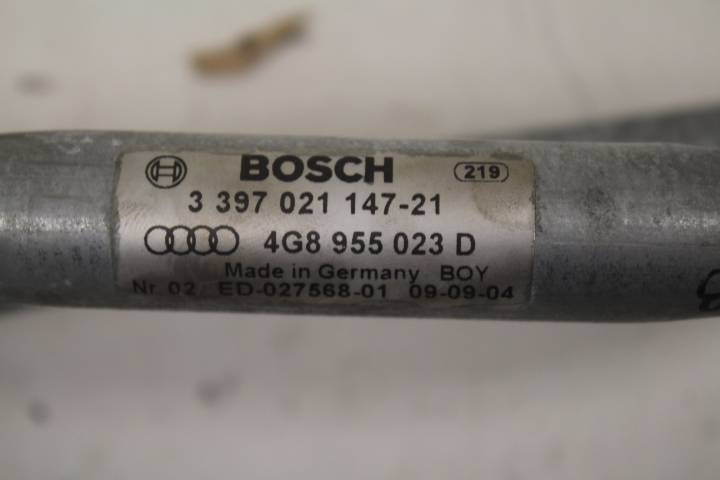 BOSCH 219
3 397 021 147-21
4G8 955 023 D
Made in Germany BOY
Nr. 02 ED-027568-01 09-09-04